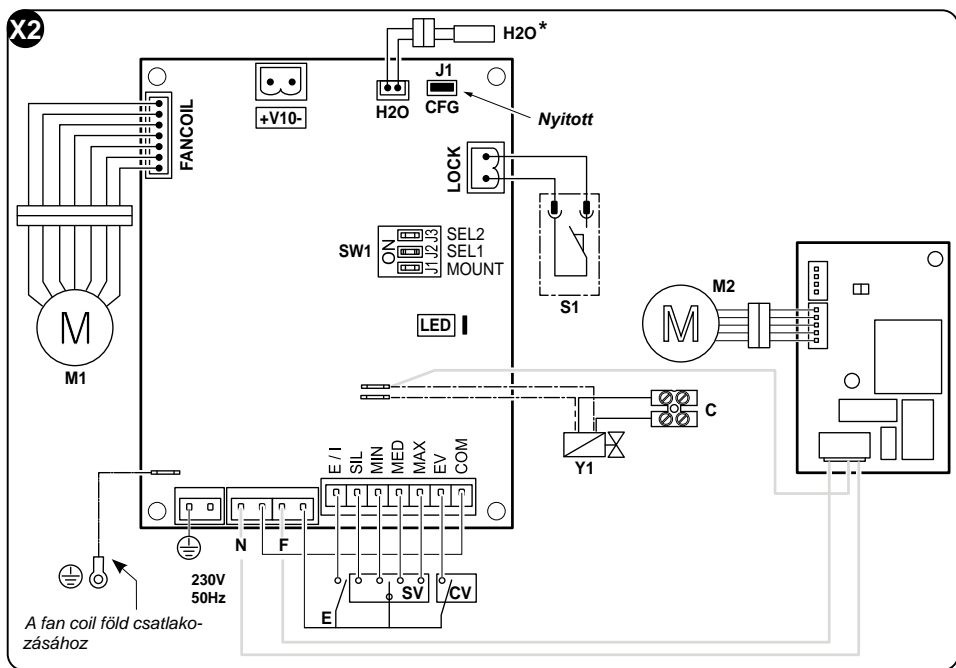 X2
H2O*
J1
H2O
CFG
Nyitott
+V10-
FANCOIL
LOCK
SW1
ON
J3 SEL2
J2 SEL1
J1 MOUNT
S1
M2
M
M
M1
LED
C
Y1
E / I
SIL
MIN
MED
MAX
EV
COM
N
F
230V
50Hz
E
SV
CV
A fan coil föld csatlako-
zásához